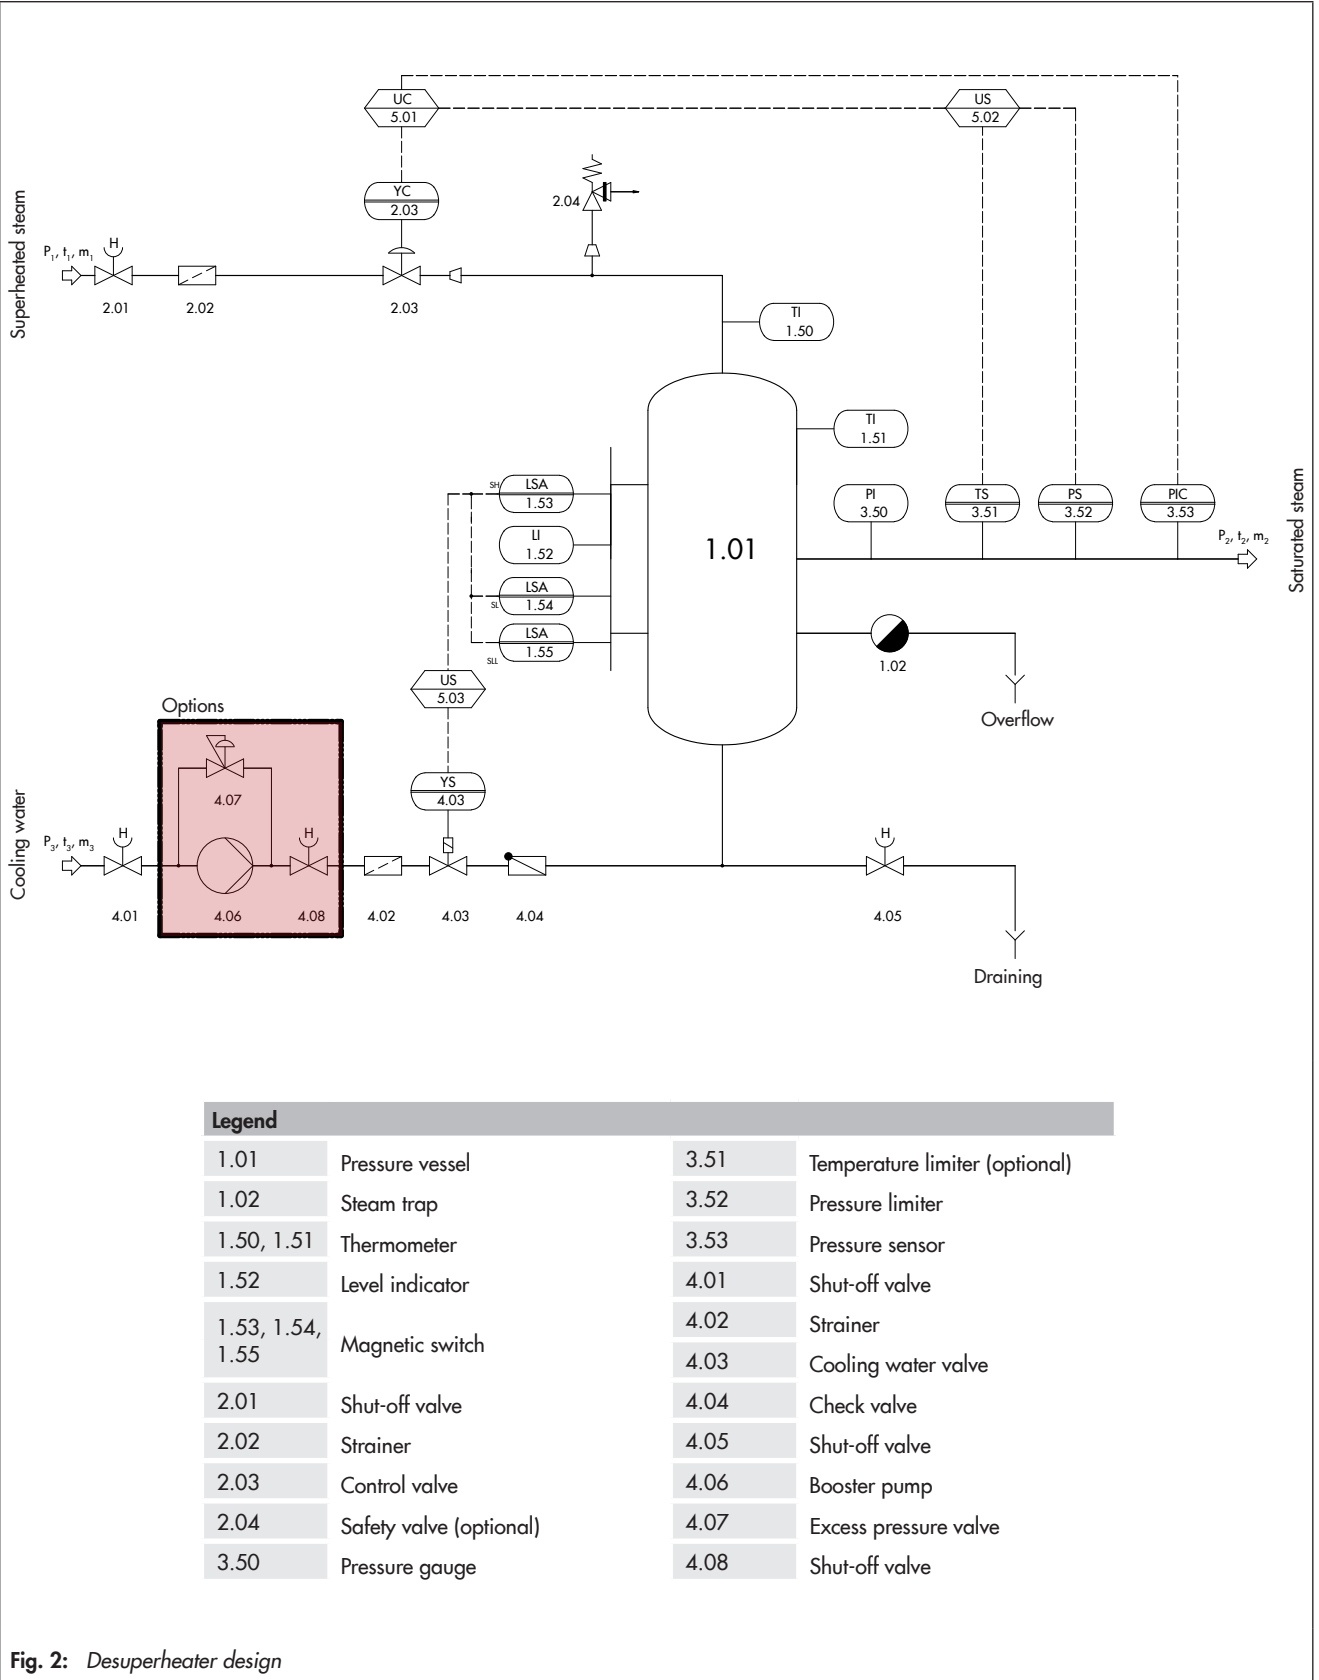 UC
5.01
US
5.02
YC
2.03
2.04
Superheated steam
P1, t1, m1
H
2.01
2.02
2.03
TI
1.50
TI
1.51
SH
LSA
1.53
LI
1.52
SL
LSA
1.54
SLL
LSA
1.55
1.01
PI
3.50
TS
3.51
PS
3.52
PIC
3.53
P2, t2, m2
Saturated steam
1.02
Overflow
US
5.03
Options
YS
4.03
4.07
Cooling water
P3, t3, m3
H
H
H
4.01
4.06
4.08
4.02
4.03
4.04
4.05
Draining
Legend
1.01 Pressure vessel
1.02 Steam trap
1.50, 1.51 Thermometer
1.52 Level indicator
1.53, 1.54,
1.55 Magnetic switch
2.01 Shut-off valve
2.02 Strainer
2.03 Control valve
2.04 Safety valve (optional)
3.50 Pressure gauge
3.51 Temperature limiter (optional)
3.52 Pressure limiter
3.53 Pressure sensor
4.01 Shut-off valve
4.02 Strainer
4.03 Cooling water valve
4.04 Check valve
4.05 Shut-off valve
4.06 Booster pump
4.07 Excess pressure valve
4.08 Shut-off valve
Fig. 2: Desuperheater design